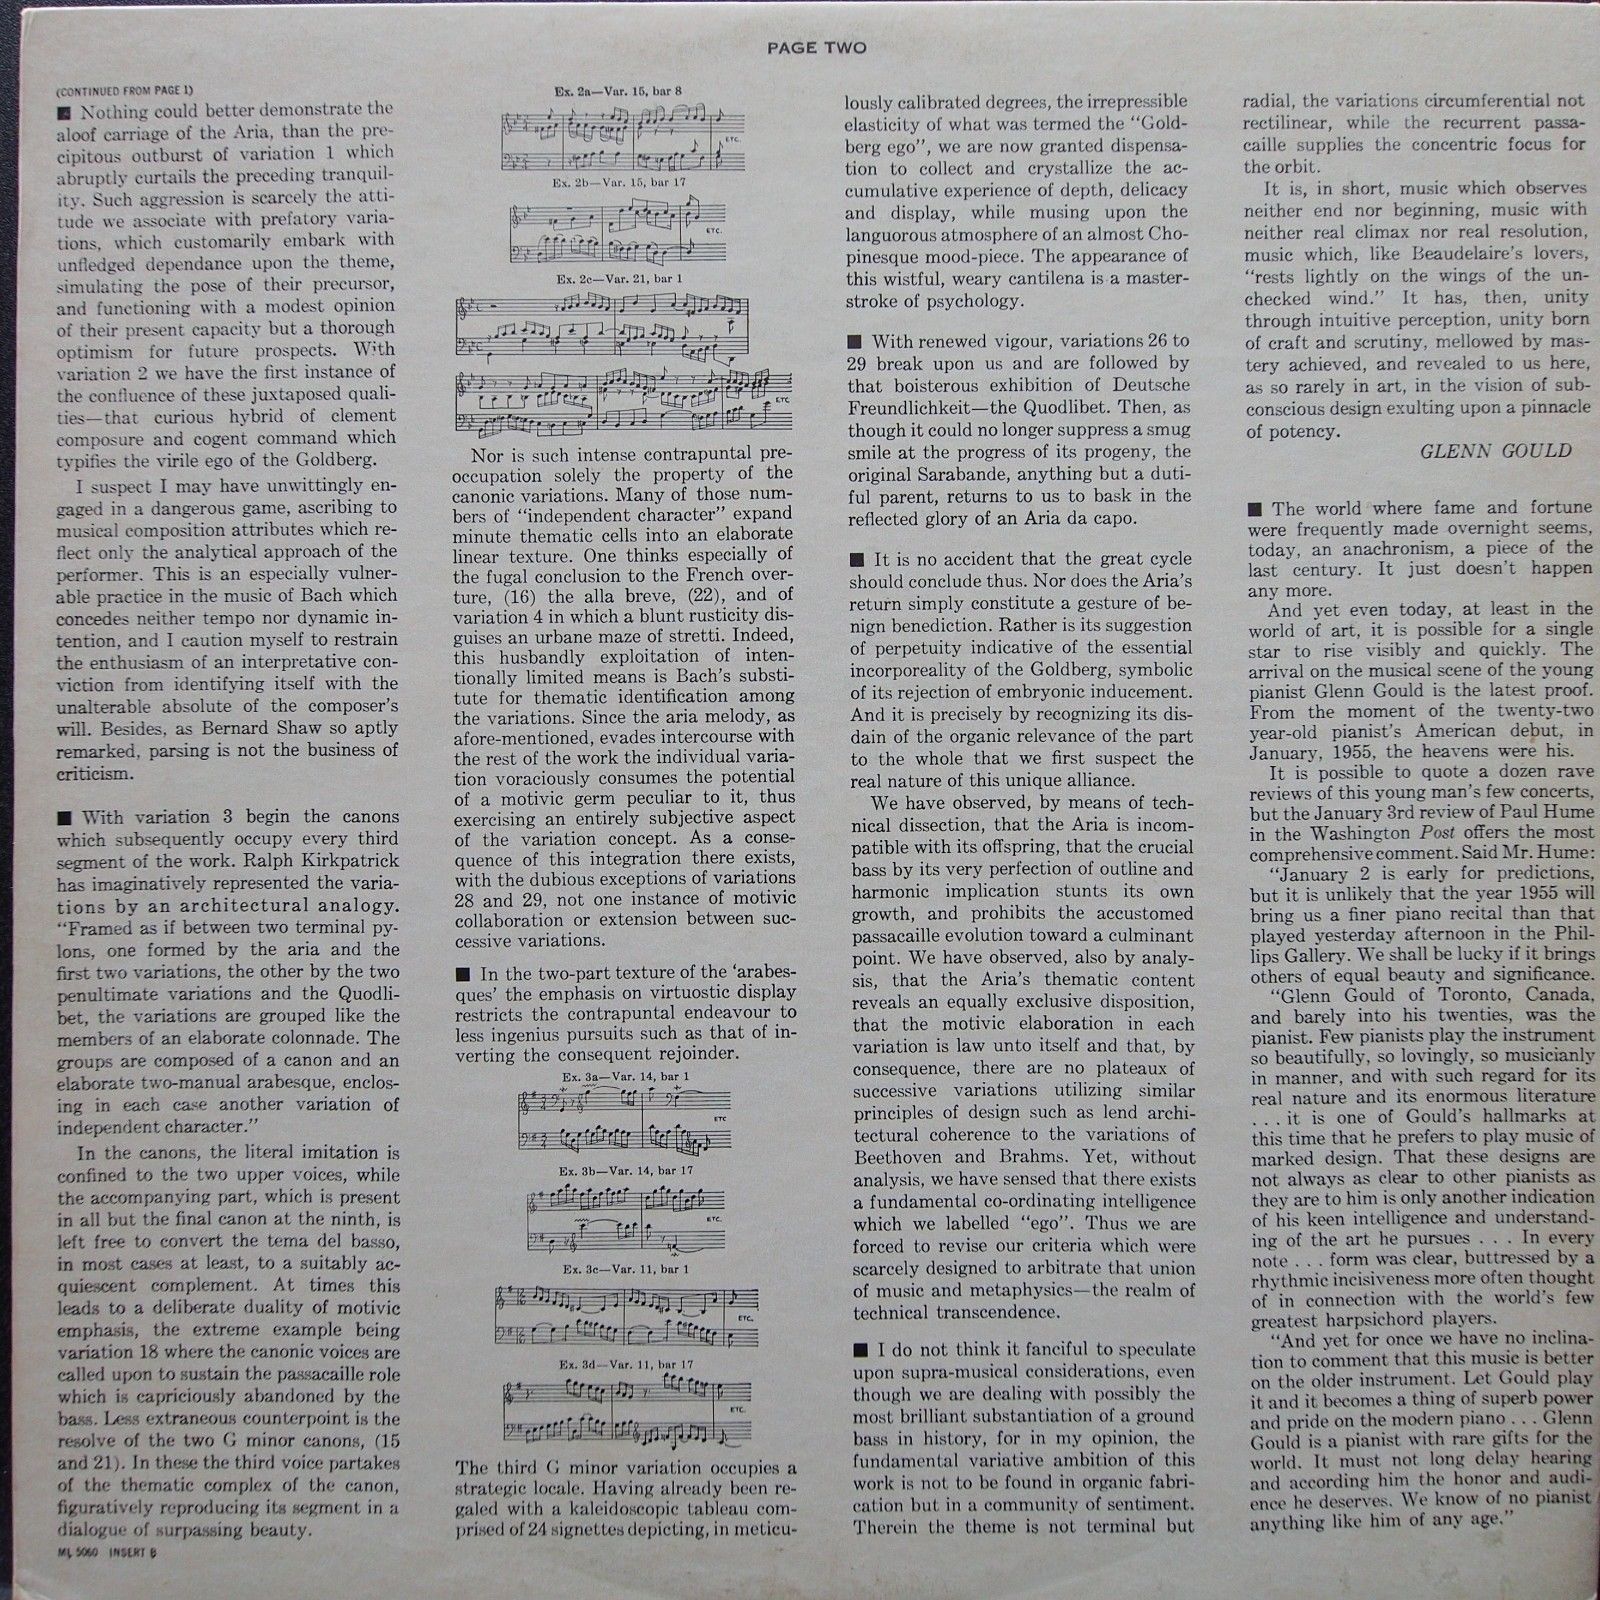 PAGE TWO
(CONTINUED FROM PAGE 1)
■ Nothing could better demonstrate the
aloof carriage of the Aria, than the pre-
cipitous outburst of variation 1 which
abruptly curtails the preceding tranquil-
ity. Such aggression is scarcely the atti-
tude we associate with prefatory varia-
tions, which customarily embark with
unfledged dependance upon the theme,
simulating the pose of their precursor,
and functioning with a modest opinion
of their present capacity but a thorough
optimism for future prospects. With
variation 2 we have the first instance of
the confluence of these juxtaposed quali-
ties—that curious hybrid of clement
composure and cogent command which
typifies the virile ego of the Goldberg.
I suspect I may have unwittingly en-
gaged in a dangerous game, ascribing to
musical composition attributes which re-
flect only the analytical approach of the
performer. This is an especially vulner-
able practice in the music of Bach which
concedes neither tempo nor dynamic in-
tention, and I caution myself to restrain
the enthusiasm of an interpretative con-
viction from identifying itself with the
unalterable absolute of the composer's
will. Besides, as Bernard Shaw so aptly
remarked, parsing is not the business of
criticism.
■ With variation 3 begin the canons
which subsequently occupy every third
segment of the work. Ralph Kirkpatrick
has imaginatively represented the varia-
tions by an architectural analogy.
“Framed as if between two terminal py-
lons, one formed by the aria and the
first two variations, the other by the two
penultimate variations and the Quodli-
bet, the variations are grouped like the
members of an elaborate colonnade. The
groups are composed of a canon and an
elaborate two-manual arabesque, enclos-
ing in each case another variation of
independent character.”
In the canons, the literal imitation is
confined to the two upper voices, while
the accompanying part, which is present
in all but the final canon at the ninth, is
left free to convert the tema del basso,
in most cases at least, to a suitably ac-
quiescent complement. At times this
leads to a deliberate duality of motivic
emphasis, the extreme example being
variation 18 where the canonic voices are
called upon to sustain the passacaille role
which is capriciously abandoned by the
bass. Less extraneous counterpoint is the
resolve of the two G minor canons, (15
and 21). In these the third voice partakes
of the thematic complex of the canon,
figuratively reproducing its segment in a
dialogue of surpassing beauty.
ML 5060 INSERT B
Ex. 2a—Var. 15, bar 8
ETC.
Ex. 2b—Var. 15, bar 17
ETC.
Ex. 2c—Var. 21, bar 1
ETC
Nor is such intense contrapuntal pre-
occupation solely the property of the
canonic variations. Many of those num-
bers of “independent character” expand
minute thematic cells into an elaborate
linear texture. One thinks especially of
the fugal conclusion to the French over-
ture, (16) the alla breve, (22), and of
variation 4 in which a blunt rusticity dis-
guises an urbane maze of stretti. Indeed,
this husbandly exploitation of inten-
tionally limited means is Bach's substi-
tute for thematic identification among
the variations. Since the aria melody, as
afore-mentioned, evades intercourse with
the rest of the work the individual varia-
tion voraciously consumes the potential
of a motivic germ peculiar to it, thus
exercising an entirely subjective aspect
of the variation concept. As a conse-
quence of this integration there exists,
with the dubious exceptions of variations
28 and 29, not one instance of motivic
collaboration or extension between suc-
cessive variations.
■ In the two-part texture of the ‘arabes-
ques’ the emphasis on virtuostic display
restricts the contrapuntal endeavour to
less ingenius pursuits such as that of in-
verting the consequent rejoinder.
Ex. 3a—Var. 14, bar 1
ETC
Ex. 3b—Var. 14, bar 17
ETC.
Ex. 3c—Var. 11, bar 1
ETC.
Ex. 3d—Var. 11, bar 17
ETC.
The third G minor variation occupies a
strategic locale. Having already been re-
galed with a kaleidoscopic tableau com-
prised of 24 signettes depicting, in meticu-
lously calibrated degrees, the irrepressible
elasticity of what was termed the “Gold-
berg ego”, we are now granted dispensa-
tion to collect and crystallize the ac-
cumulative experience of depth, delicacy
and display, while musing upon the
languorous atmosphere of an almost Cho-
pinesque mood-piece. The appearance of
this wistful, weary cantilena is a master-
stroke of psychology.
■ With renewed vigour, variations 26 to
29 break upon us and are followed by
that boisterous exhibition of Deutsche
Freundlichkeit—the Quodlibet. Then, as
though it could no longer suppress a smug
smile at the progress of its progeny, the
original Sarabande, anything but a duti-
ful parent, returns to us to bask in the
reflected glory of an Aria da capo.
■ It is no accident that the great cycle
should conclude thus. Nor does the Aria's
return simply constitute a gesture of be-
nign benediction. Rather is its suggestion
of perpetuity indicative of the essential
incorporeality of the Goldberg, symbolic
of its rejection of embryonic inducement.
And it is precisely by recognizing its dis-
dain of the organic relevance of the part
to the whole that we first suspect the
real nature of this unique alliance.
We have observed, by means of tech-
nical dissection, that the Aria is incom-
patible with its offspring, that the crucial
bass by its very perfection of outline and
harmonic implication stunts its own
growth, and prohibits the accustomed
passacaille evolution toward a culminant
point. We have observed, also by analy-
sis, that the Aria's thematic content
reveals an equally exclusive disposition,
that the motivic elaboration in each
variation is law unto itself and that, by
consequence, there are no plateaux of
successive variations utilizing similar
principles of design such as lend archi-
tectural coherence to the variations of
Beethoven and Brahms. Yet, without
analysis, we have sensed that there exists
a fundamental co-ordinating intelligence
which we labelled “ego”. Thus we are
forced to revise our criteria which were
scarcely designed to arbitrate that union
of music and metaphysics—the realm of
technical transcendence.
■ I do not think it fanciful to speculate
upon supra-musical considerations, even
though we are dealing with possibly the
most brilliant substantiation of a ground
bass in history, for in my opinion, the
fundamental variative ambition of this
work is not to be found in organic fabri-
cation but in a community of sentiment.
Therein the theme is not terminal but
radial, the variations circumferential not
rectilinear, while the recurrent passa-
caille supplies the concentric focus for
the orbit.
It is, in short, music which observes
neither end nor beginning, music with
neither real climax nor real resolution,
music which, like Beaudelaire's lovers,
“rests lightly on the wings of the un-
checked wind.” It has, then, unity
through intuitive perception, unity born
of craft and scrutiny, mellowed by mas-
tery achieved, and revealed to us here,
as so rarely in art, in the vision of sub-
conscious design exulting upon a pinnacle
of potency.
GLENN GOULD
■ The world where fame and fortune
were frequently made overnight seems,
today, an anachronism, a piece of the
last century. It just doesn't happen
any more.
And yet even today, at least in the
world of art, it is possible for a single
star to rise visibly and quickly. The
arrival on the musical scene of the young
pianist Glenn Gould is the latest proof.
From the moment of the twenty-two
year-old pianist's American debut, in
January, 1955, the heavens were his.
It is possible to quote a dozen rave
reviews of this young man's few concerts,
but the January 3rd review of Paul Hume
in the Washington Post offers the most
comprehensive comment. Said Mr. Hume:
“January 2 is early for predictions,
but it is unlikely that the year 1955 will
bring us a finer piano recital than that
played yesterday afternoon in the Phil-
lips Gallery. We shall be lucky if it brings
others of equal beauty and significance.
“Glenn Gould of Toronto, Canada,
and barely into his twenties, was the
pianist. Few pianists play the instrument
so beautifully, so lovingly, so musicianly
in manner, and with such regard for its
real nature and its enormous literature
. . . it is one of Gould's hallmarks at
this time that he prefers to play music of
marked design. That these designs are
not always as clear to other pianists as
they are to him is only another indication
of his keen intelligence and understand-
ing of the art he pursues . . . In every
note . . . form was clear, buttressed by a
rhythmic incisiveness more often thought
of in connection with the world's few
greatest harpsichord players.
“And yet for once we have no inclina-
tion to comment that this music is better
on the older instrument. Let Gould play
it and it becomes a thing of superb power
and pride on the modern piano . . . Glenn
Gould is a pianist with rare gifts for the
world. It must not long delay hearing
and according him the honor and audi-
ence he deserves. We know of no pianist
anything like him of any age.”